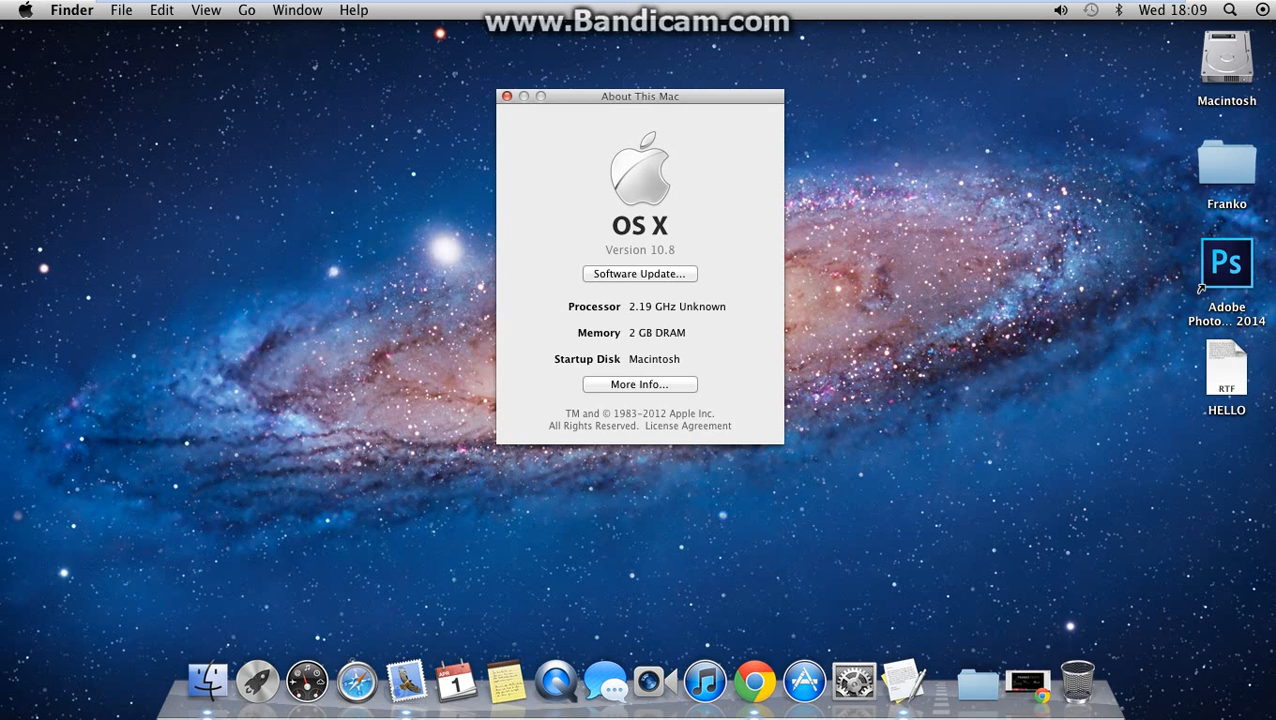 Finder File Edit View Go Window Help
www.Bandicam.com
Wed 18:09
Macintosh
About This Mac
OS X
Version 10.8
Software Update...
Processor 2.19 GHz Unknown
Memory 2 GB DRAM
Startup Disk Macintosh
More Info...
TM and © 1983-2012 Apple Inc.
All Rights Reserved. License Agreement
Franko
Ps
Adobe
Photo... 2014
RTF
HELLO
APR
1